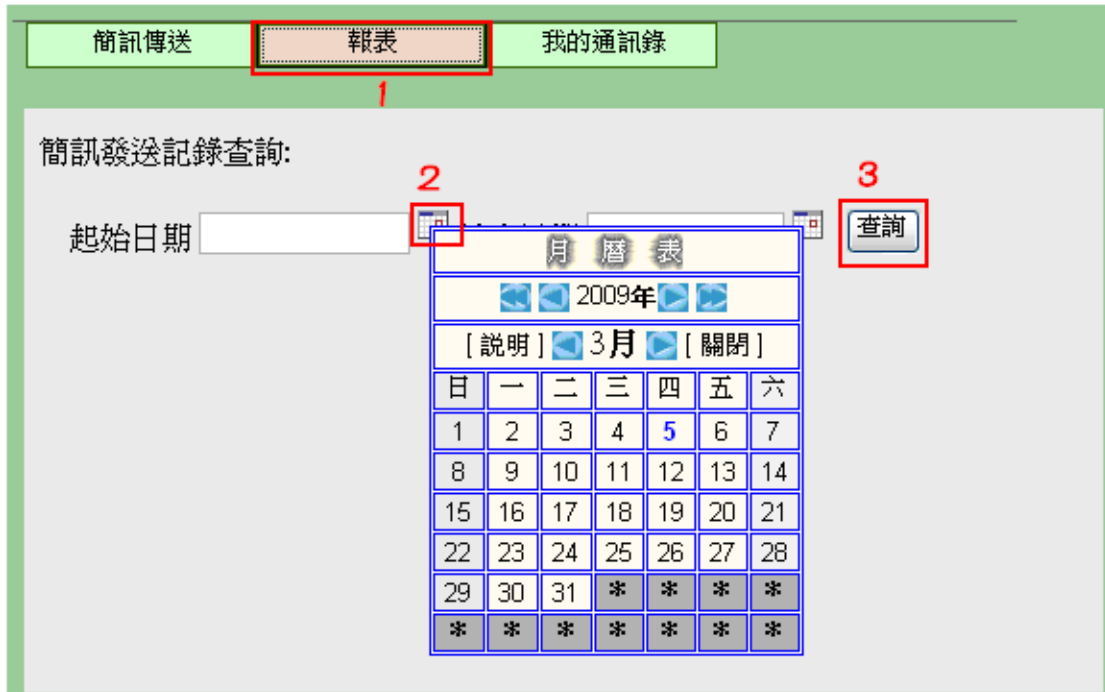 簡訊傳送 報表 我的通訊錄
1
簡訊發送記錄查詢:
2 3
起始日期 查詢
月曆表
2009年
[ 說明 ] 3月 [ 關閉 ]
日 一 二 三 四 五 六
1 2 3 4 5 6 7
8 9 10 11 12 13 14
15 16 17 18 19 20 21
22 23 24 25 26 27 28
29 30 31 * * * *
* * * * * * *